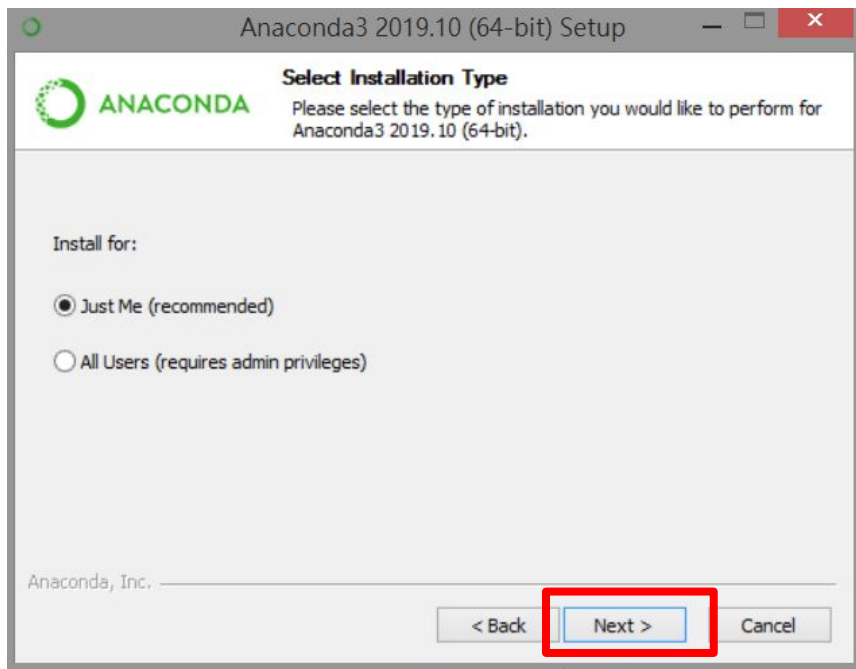 Anaconda3 2019.10 (64-bit) Setup
ANACONDA
Select Installation Type
Please select the type of installation you would like to perform for
Anaconda3 2019.10 (64-bit).
Install for:
Just Me (recommended)
All Users (requires admin privileges)
Anaconda, Inc.
< Back Next > Cancel